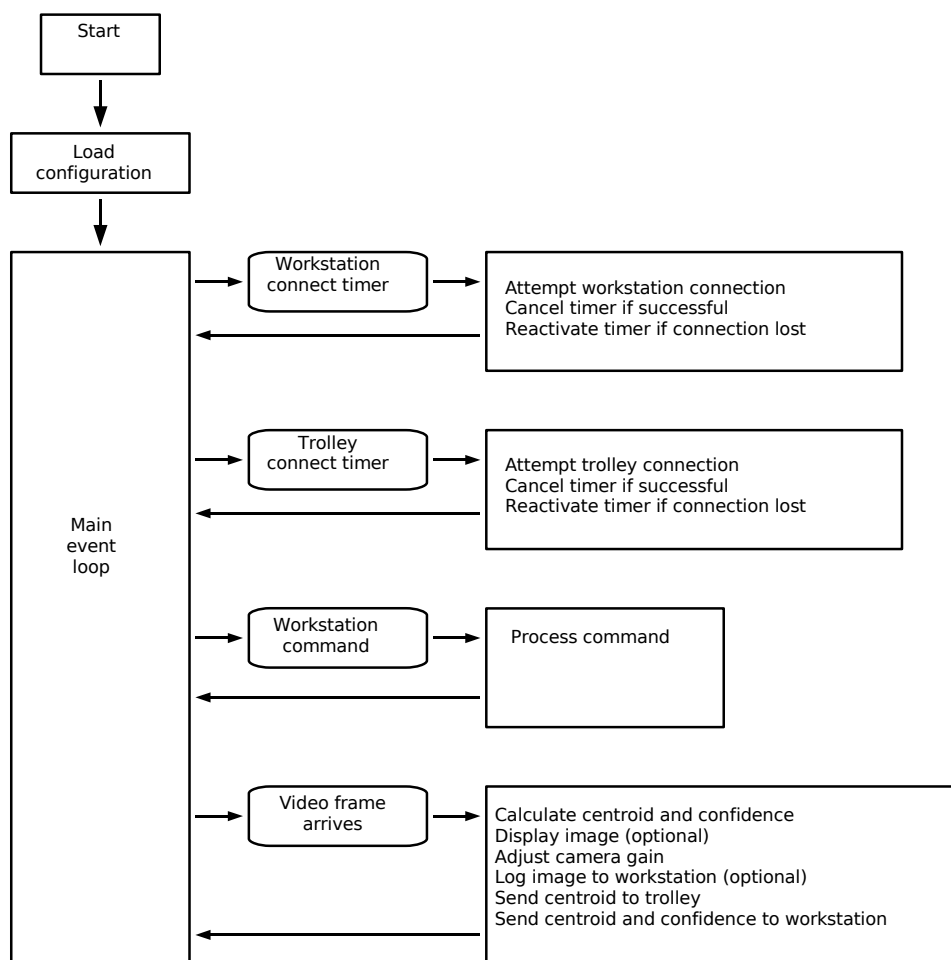 Start
Load
configuration
Workstation
connect timer
Attempt workstation connection
Cancel timer if successful
Reactivate timer if connection lost
Trolley
connect timer
Attempt trolley connection
Cancel timer if successful
Reactivate timer if connection lost
Main
event
loop
Workstation
command
Process command
Video frame
arrives
Calculate centroid and confidence
Display image (optional)
Adjust camera gain
Log image to workstation (optional)
Send centroid to trolley
Send centroid and confidence to workstation